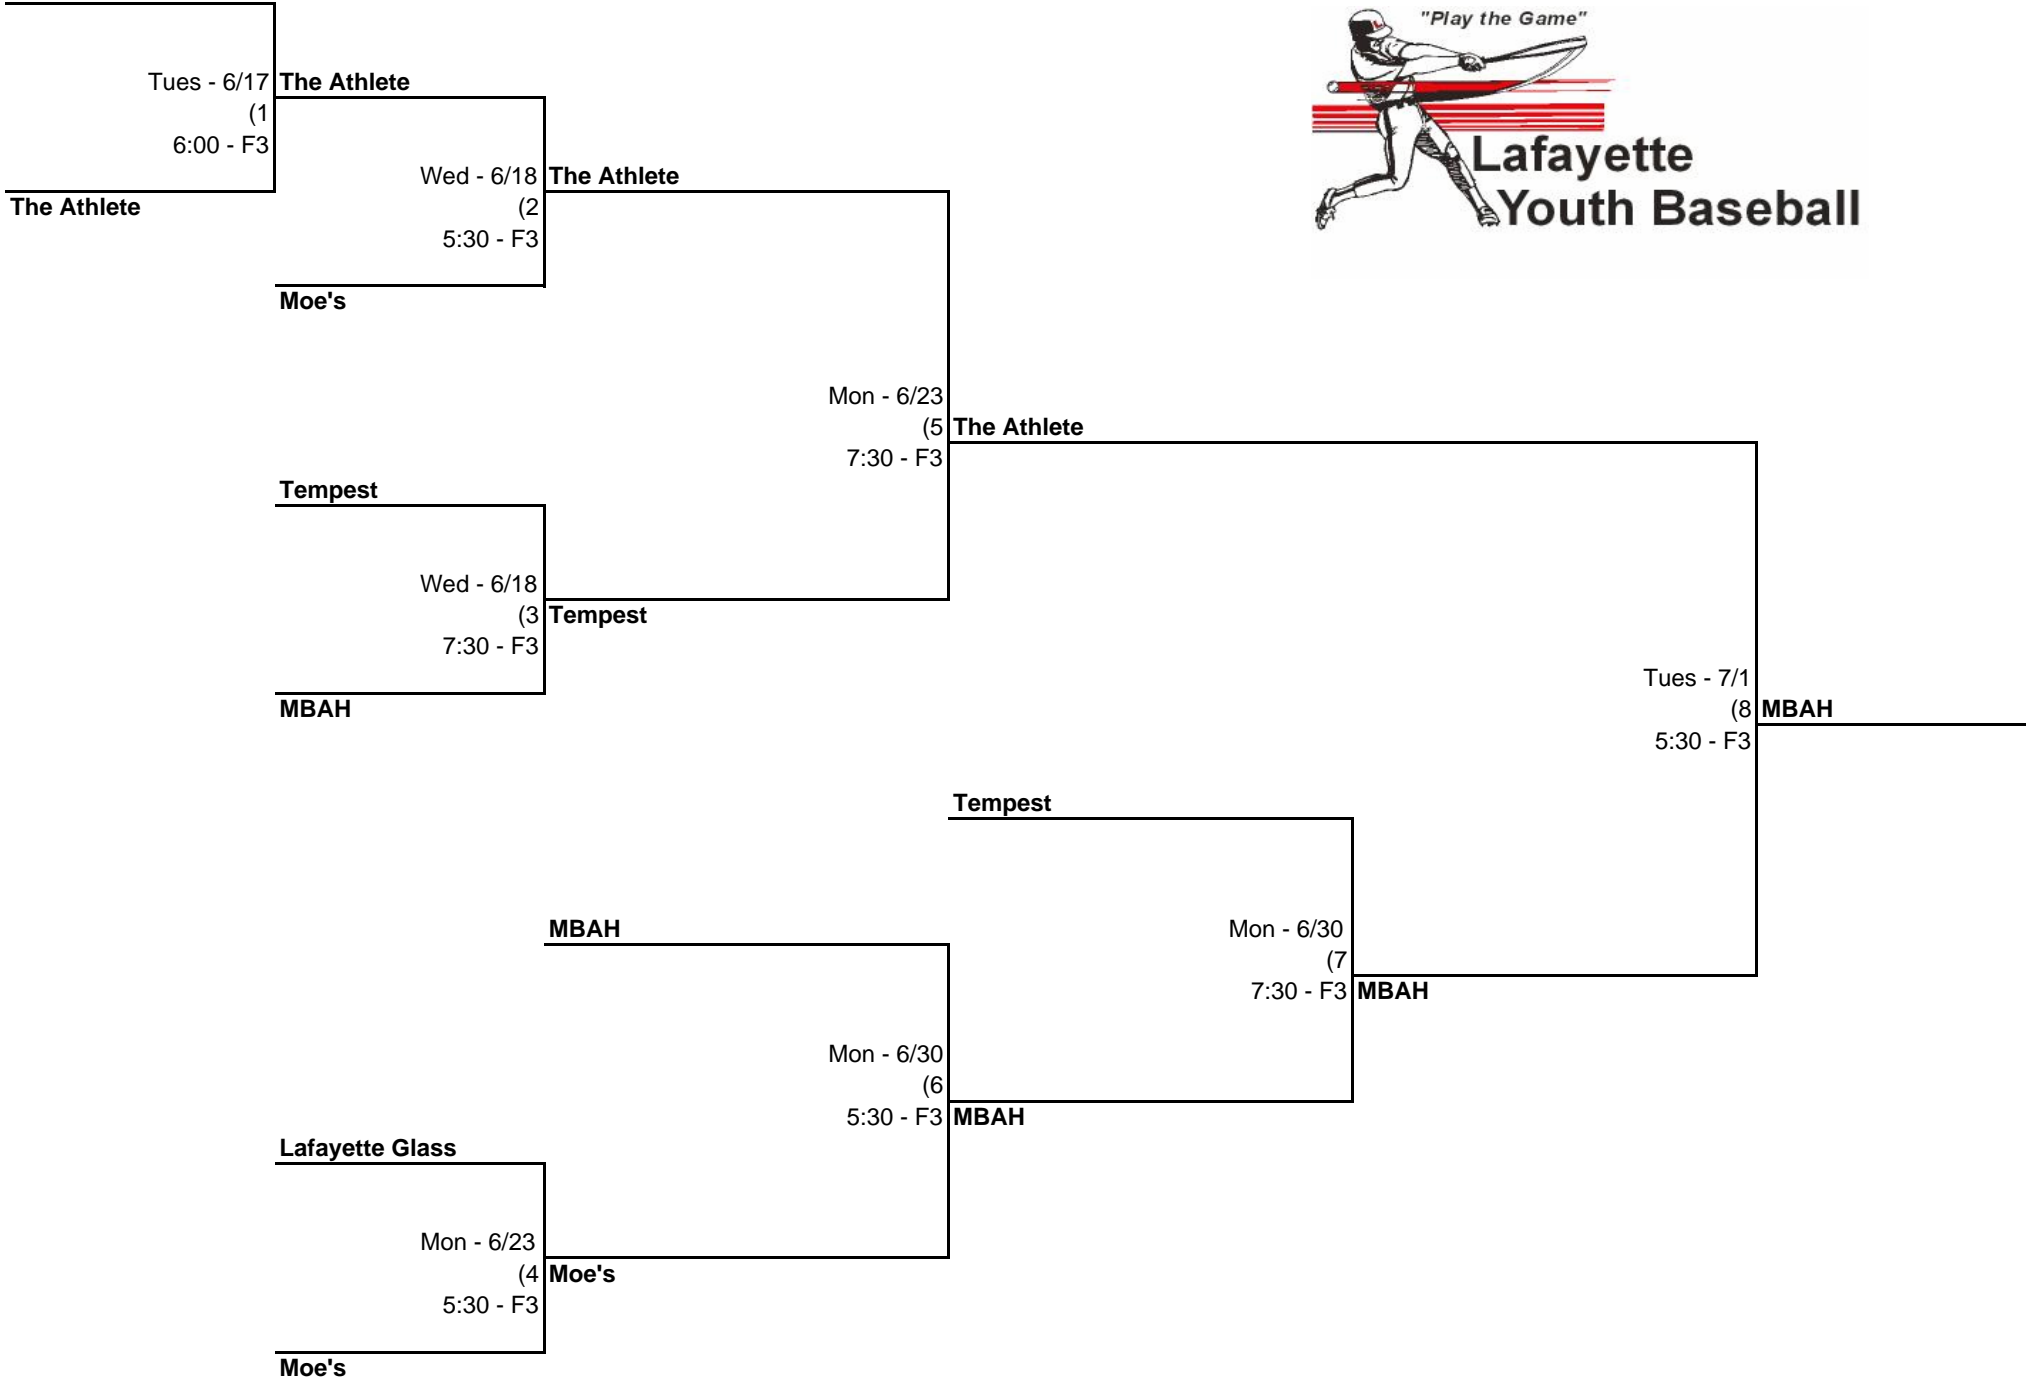 "Play the Game"
Lafayette
Youth Baseball
Tues - 6/17
The Athlete
(1
6:00 - F3
The Athlete
Wed - 6/18
The Athlete
(2
5:30 - F3
Moe's
Mon - 6/23
(5
The Athlete
7:30 - F3
Tempest
Wed - 6/18
(3
Tempest
7:30 - F3
MBAH
Tues - 7/1
(8
MBAH
5:30 - F3
Tempest
MBAH
Mon - 6/30
(7
7:30 - F3
MBAH
Mon - 6/30
(6
5:30 - F3
MBAH
Lafayette Glass
Mon - 6/23
(4
Moe's
5:30 - F3
Moe's